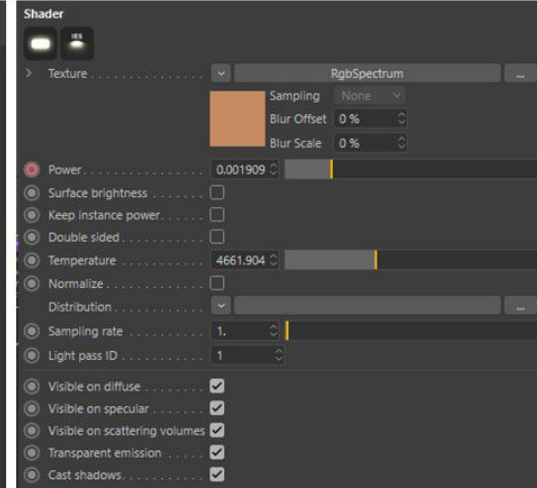 Shader
IES
Texture RgbSpectrum ...
Sampling None
Blur Offset 0 %
Blur Scale 0 %
Power 0.001909
Surface brightness
Keep instance power
Double sided
Temperature 4661.904
Normalize
Distribution ...
Sampling rate 1.
Light pass ID 1
Visible on diffuse
Visible on specular
Visible on scattering volumes
Transparent emission
Cast shadows